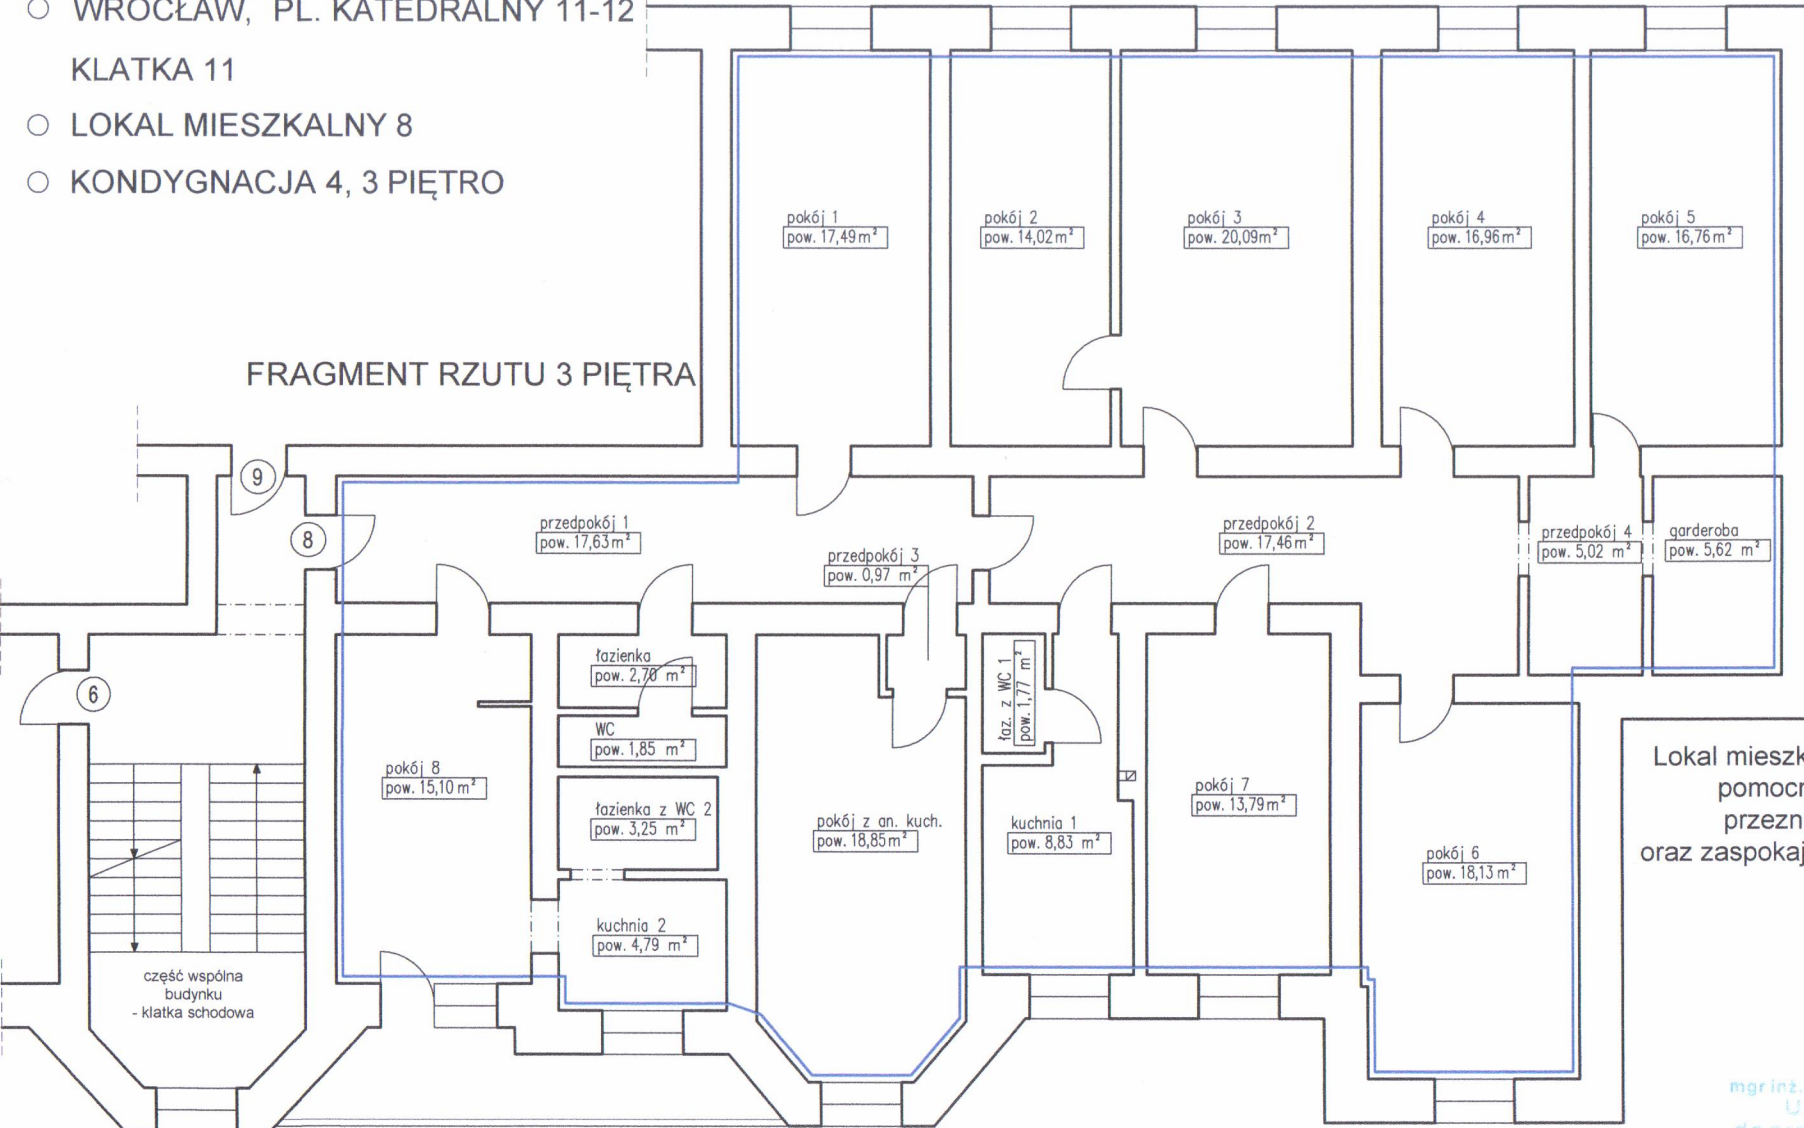 WROCŁAW, PL. KATEDRALNY 11-12
KLATKA 11
LOKAL MIESZKALNY 8
KONDYGNACJA 4, 3 PIĘTRO
FRAGMENT RZUTU 3 PIĘTRA
pokój 1
pow. 17,49 m²
pokój 2
pow. 14,02 m²
pokój 3
pow. 20,09 m²
pokój 4
pow. 16,96 m²
pokój 5
pow. 16,76 m²
9
8
6
przedpokój 1
pow. 17,63 m²
przedpokój 3
pow. 0,97 m²
przedpokój 2
pow. 17,46 m²
przedpokój 4
pow. 5,02 m²
garderoba
pow. 5,62 m²
łazienka
pow. 2,70 m²
WC
pow. 1,85 m²
łaz. z WC 1
pow. 1,77 m²
pokój 8
pow. 15,10 m²
łazienka z WC 2
pow. 3,25 m²
pokój z an. kuch.
pow. 18,85 m²
kuchnia 1
pow. 8,83 m²
pokój 7
pow. 13,79 m²
pokój 6
pow. 18,13 m²
kuchnia 2
pow. 4,79 m²
część wspólna
budynku
- klatka schodowa
Lokal mieszk
pomocr
przezn
oraz zaspokaj
mgr inż.